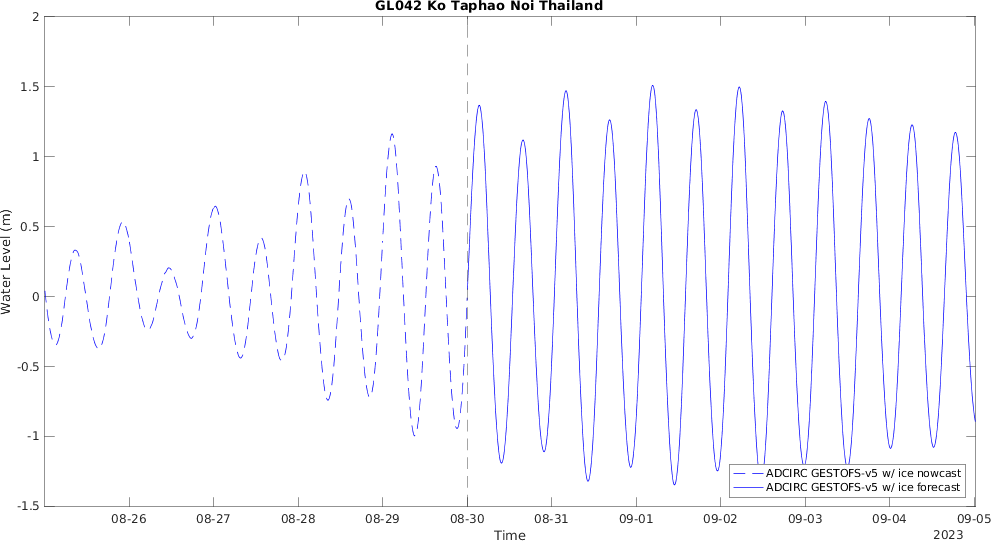 GL042 Ko Taphao Noi Thailand
2
1.5
1
0.5
0
-0.5
-1
-1.5
Water Level (m)
ADCIRC GESTOFS-v5 w/ ice nowcast
ADCIRC GESTOFS-v5 w/ ice forecast
08-26 08-27 08-28 08-29 08-30 08-31 09-01 09-02 09-03 09-04 09-05
Time
2023